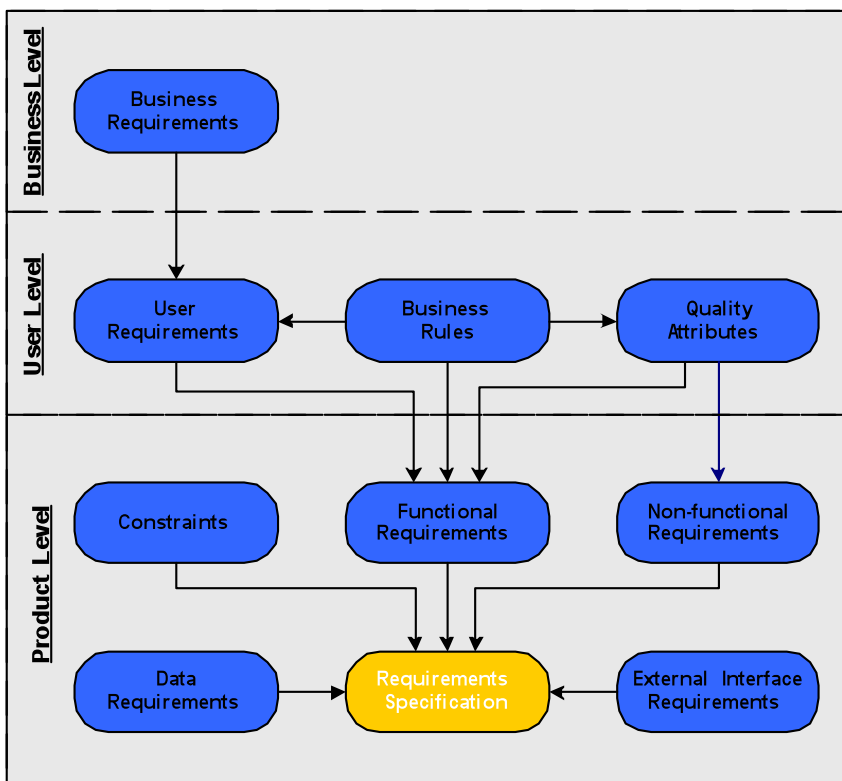 Business Level
Business
Requirements
User Level
User
Requirements
Business
Rules
Quality
Attributes
Product Level
Constraints
Functional
Requirements
Non-functional
Requirements
Data
Requirements
Requirements
Specification
External Interface
Requirements